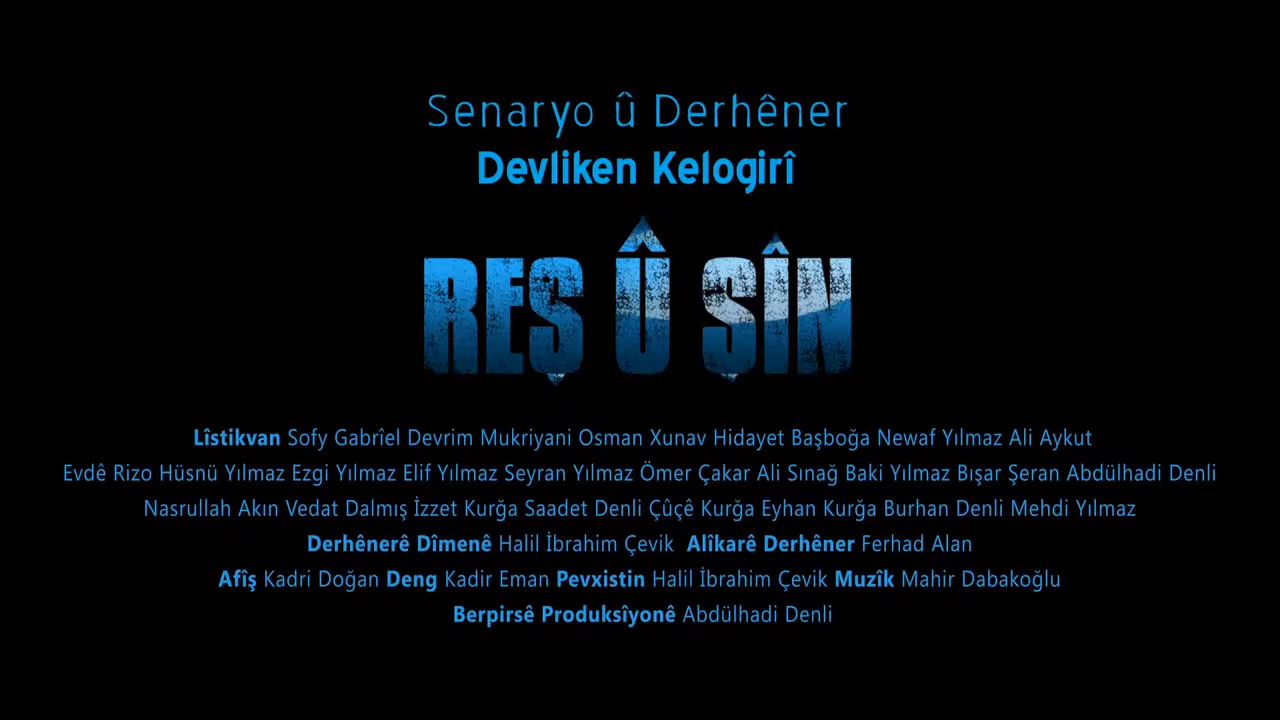 Senaryo û Derhêner
Devliken Kelogirî
REŞ Û ŞÎN
Lîstikvan Sofy Gabrîel Devrim Mukriyani Osman Xunav Hidayet Başboğa Newaf Yılmaz Ali Aykut
Evdê Rizo Hüsnü Yılmaz Ezgi Yılmaz Elif Yılmaz Seyran Yılmaz Ömer Çakar Ali Sınağ Baki Yılmaz Bışar Şeran Abdülhadi Denli
Nasrullah Akın Vedat Dalmış İzzet Kurğa Saadet Denli Çûçê Kurğa Eyhan Kurğa Burhan Denli Mehdi Yılmaz
Derhênerê Dîmenê Halil İbrahim Çevik Alîkarê Derhêner Ferhad Alan
Afîş Kadri Doğan Deng Kadir Eman Pevxistin Halil İbrahim Çevik Muzîk Mahir Dabakoğlu
Berpirsê Produksîyonê Abdülhadi Denli